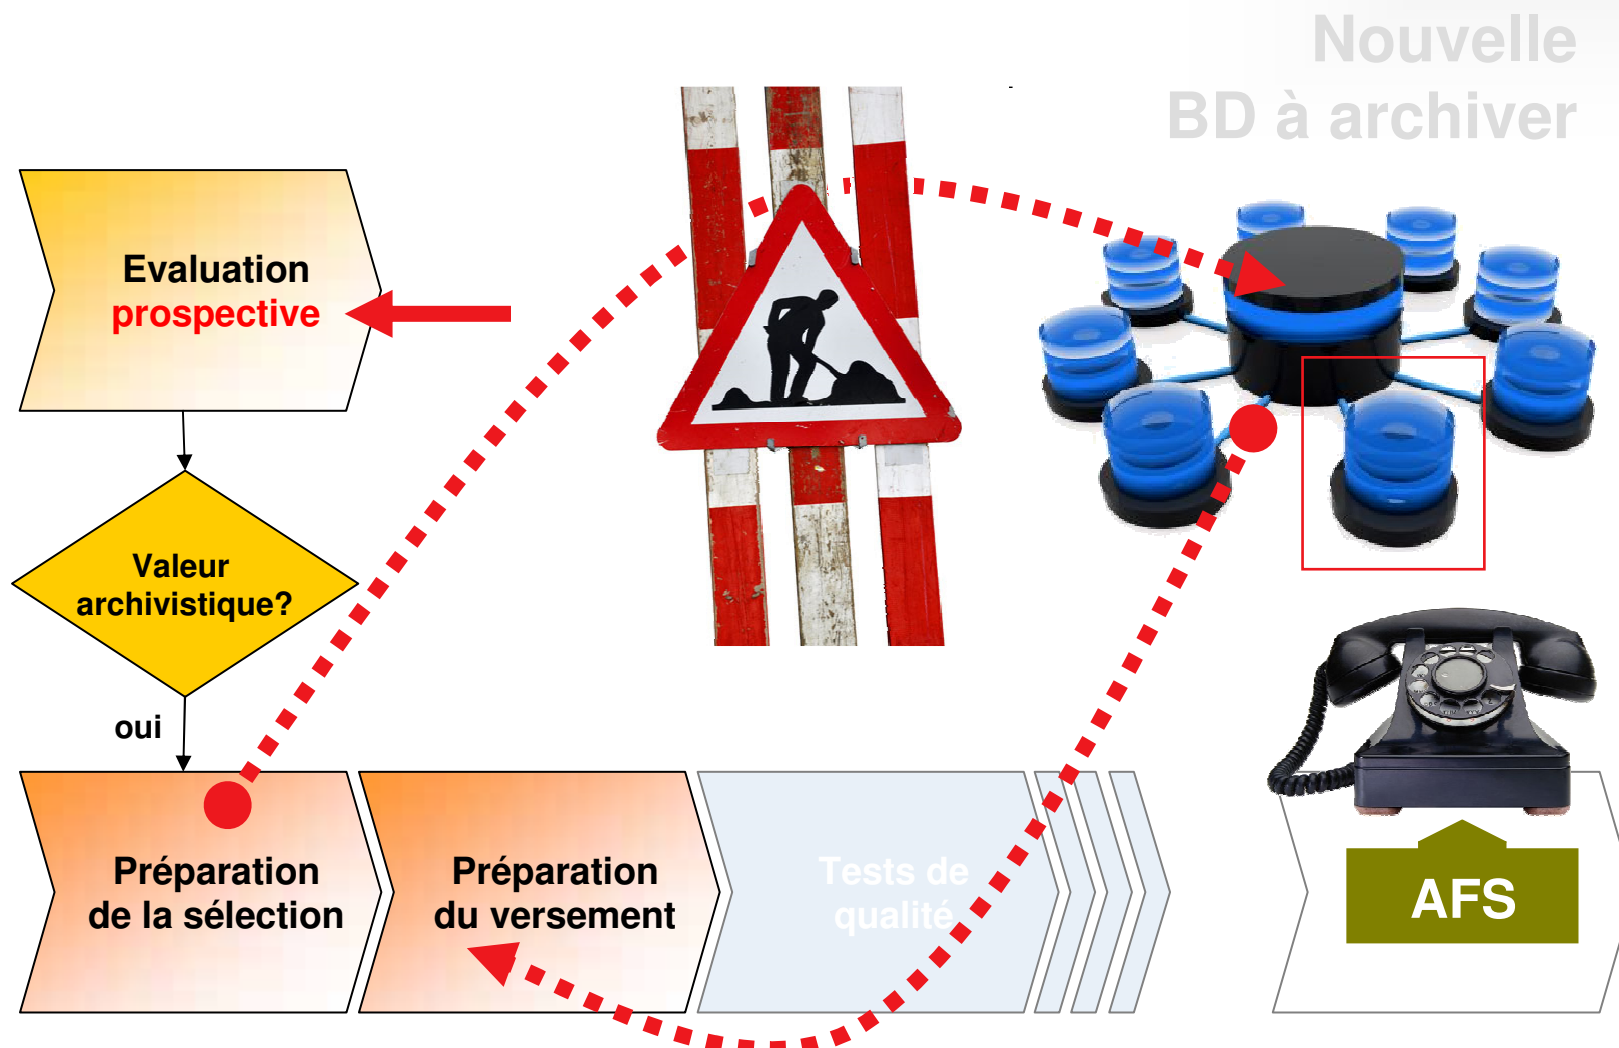 Nouvelle
BD à archiver
Evaluation
prospective
Valeur
archivistique?
oui
Préparation
de la sélection
Préparation
du versement
Tests de
qualité
AFS